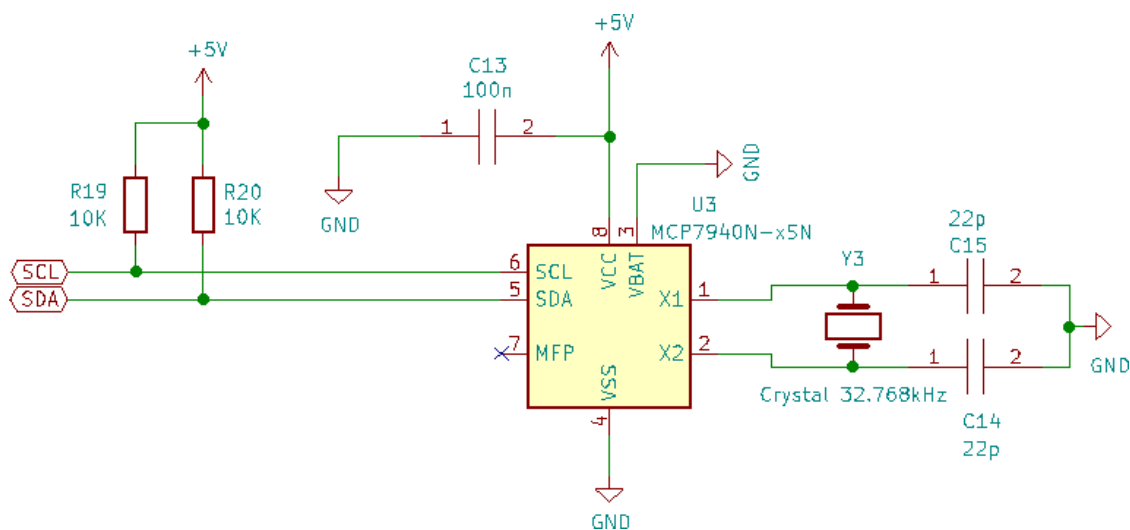 +5V
+5V
C13
100n
1
2
GND
GND
R19
10K
R20
10K
U3
MCP7940N-x5N
8
3
VCC
VBAT
SCL
6
SCL
SDA
5
SDA
7
MFP
X1
1
X2
2
VSS
4
GND
22p
C15
Y3
1
2
1
2
GND
Crystal 32.768kHz
C14
22p